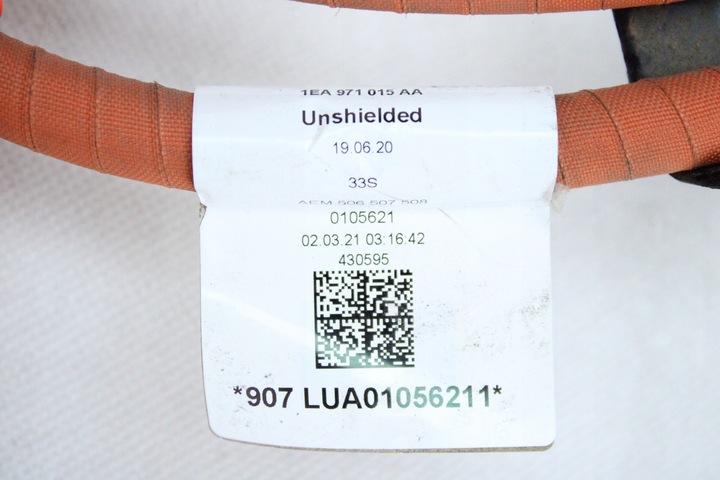 1EA 971 015 AA
Unshielded
19.06.20
33S
AEM 506 507 508
0105621
02.03.21 03:16:42
430595
*907 LUA01056211*